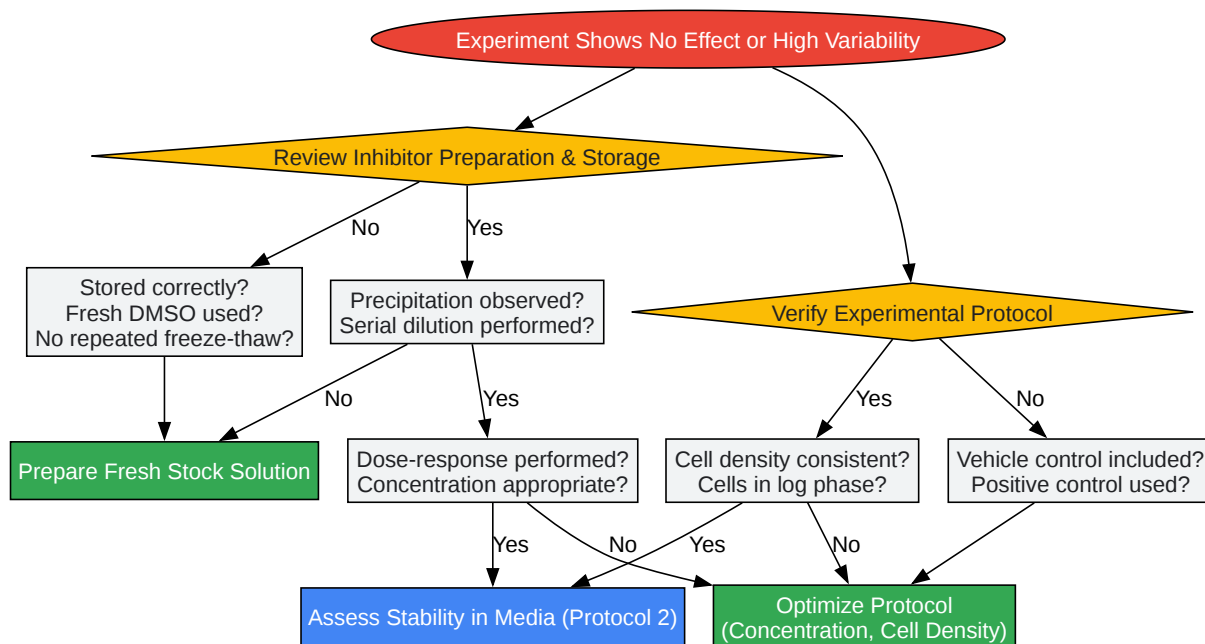 Experiment Shows No Effect or High Variability
Review Inhibitor Preparation & Storage
No
Yes
Stored correctly?
Fresh DMSO used?
No repeated freeze-thaw?
Precipitation observed?
Serial dilution performed?
Verify Experimental Protocol
No
Yes
Yes
No
Prepare Fresh Stock Solution
Dose-response performed?
Concentration appropriate?
Cell density consistent?
Cells in log phase?
Vehicle control included?
Positive control used?
Yes
No
Yes
No
Assess Stability in Media (Protocol 2)
Optimize Protocol
(Concentration, Cell Density)